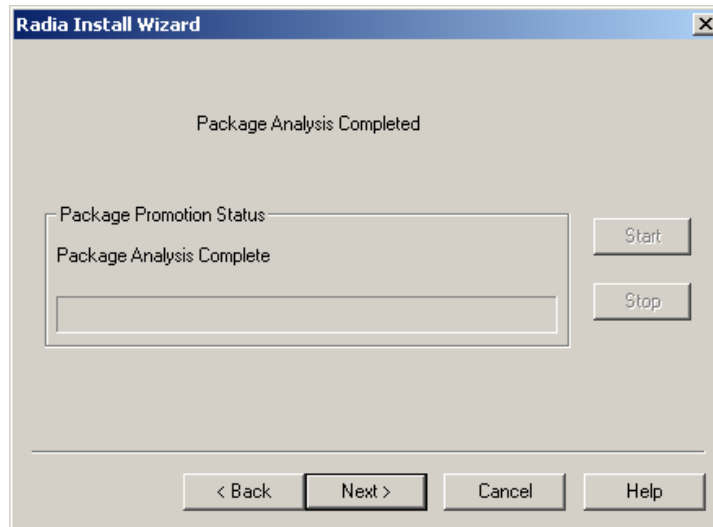 Radia Install Wizard
Package Analysis Completed
Package Promotion Status
Package Analysis Complete
Start
Stop
< Back
Next >
Cancel
Help